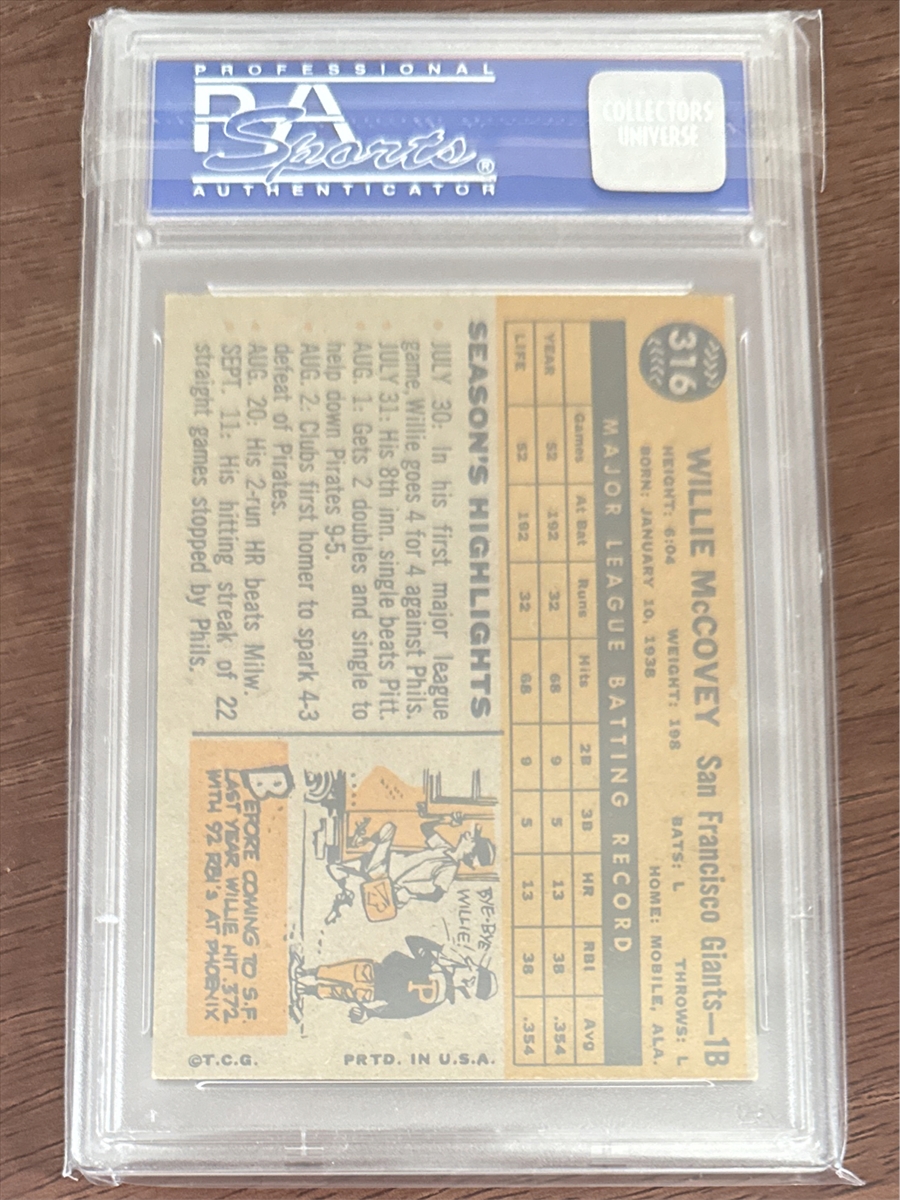 PROFESSIONAL
PSA
Sports®
AUTHENTICATOR
COLLECTORS
UNIVERSE
316
WILLIE McCOVEY San Francisco Giants—1B
HEIGHT: 6:04 WEIGHT: 198 BATS: L THROWS: L
BORN: JANUARY 10, 1938 HOME: MOBILE, ALA.
MAJOR LEAGUE BATTING RECORD
Games At Bat Runs Hits 2B 3B HR RBI Avg
YEAR 52 192 32 68 9 5 13 38 .354
LIFE 52 192 32 68 9 5 13 38 .354
SEASON'S HIGHLIGHTS
• JULY 30: In his first major league
game, Willie goes 4 for 4 against Phils.
• JULY 31: His 8th inn. single beats Pitt.
• AUG. 1: Gets 2 doubles and single to
help down Pirates 9-5.
• AUG. 2: Clubs first homer to spark 4-3
defeat of Pirates.
• AUG. 20: His 2-run HR beats Milw.
• SEPT. 11: His hitting streak of 22
straight games stopped by Phils.
BYE-BYE
WILLIE!
P
BEFORE COMING TO S.F.
LAST YEAR WILLIE HIT .372
WITH 92 RBI's AT PHOENIX
©T.C.G. PRTD. IN U.S.A.